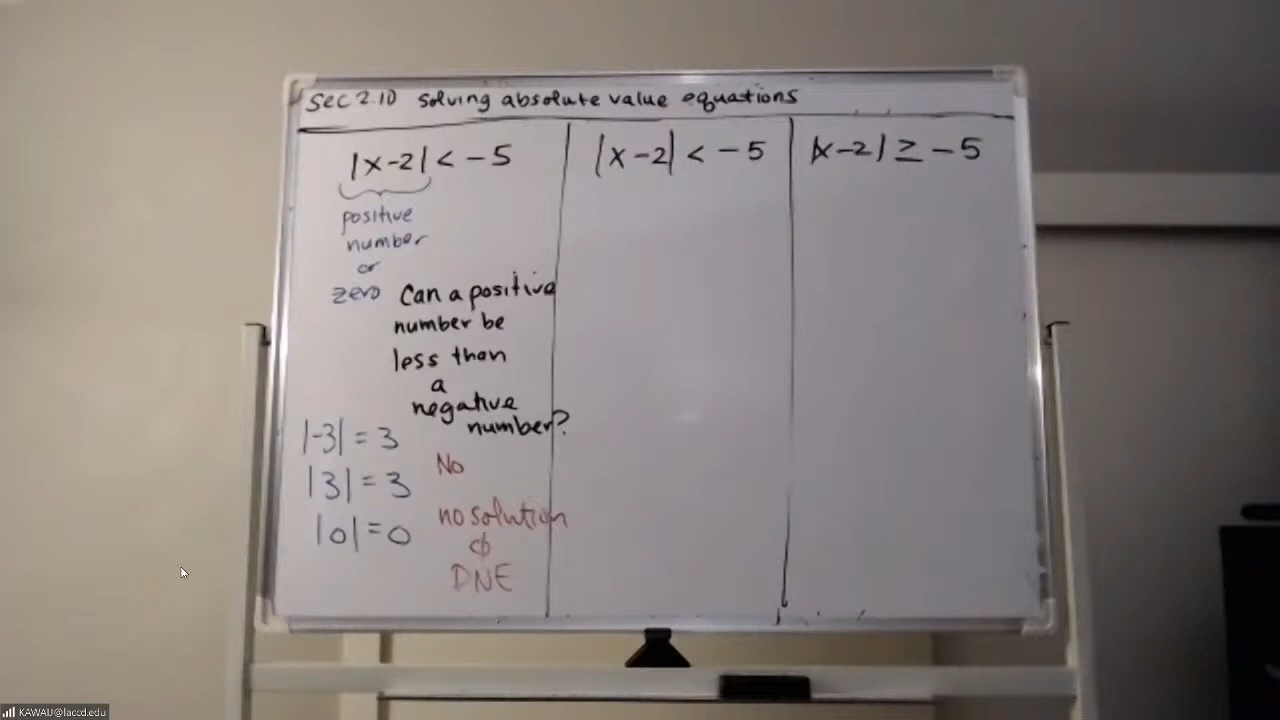 Sec 2.10 solving absolute value equations
|x-2| < -5
positive
number
or
zero
Can a positive
number be
less than
a
negative
number?
|-3| = 3
|3| = 3
|0| = 0
No
no solution
ϕ
DNE
|x-2| < -5
|x-2| ≥ -5
KAWAIJ@laccd.edu